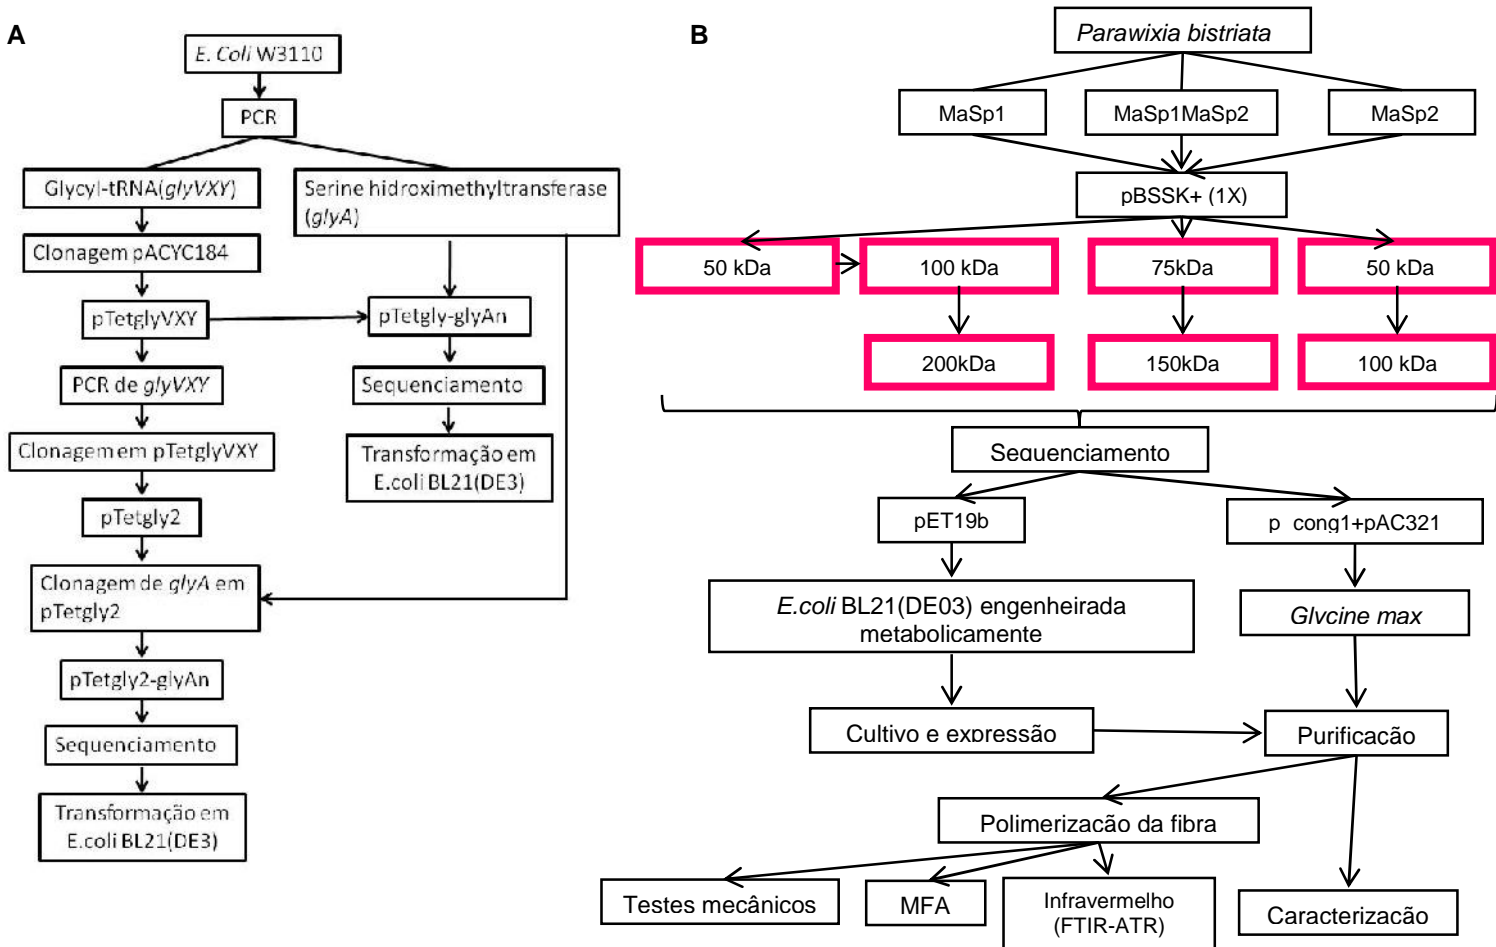 A
E. Coli W3110
PCR
Glycyl-tRNA(glyVXY)
Serine hidroximethyltransferase
(glyA)
Clonagem pACYC184
pTetglyVXY
pTetgly-glyAn
PCR de glyVXY
Sequenciamento
Clonagem em pTetglyVXY
Transformação em
E.coli BL21(DE3)
pTetgly2
Clonagem de glyA em
pTetgly2
pTetgly2-glyAn
Sequenciamento
Transformação em
E.coli BL21(DE3)
B
Parawixia bistriata
MaSp1
MaSp1MaSp2
MaSp2
pBSSK+ (1X)
50 kDa
100 kDa
75kDa
50 kDa
200kDa
150kDa
100 kDa
Sequenciamento
pET19b
p cong1+pAC321
E.coli BL21(DE03) engenheirada
metabolicamente
Glycine max
Cultivo e expressão
Purificação
Polimerização da fibra
Testes mecânicos
MFA
Infravermelho
(FTIR-ATR)
Caracterização